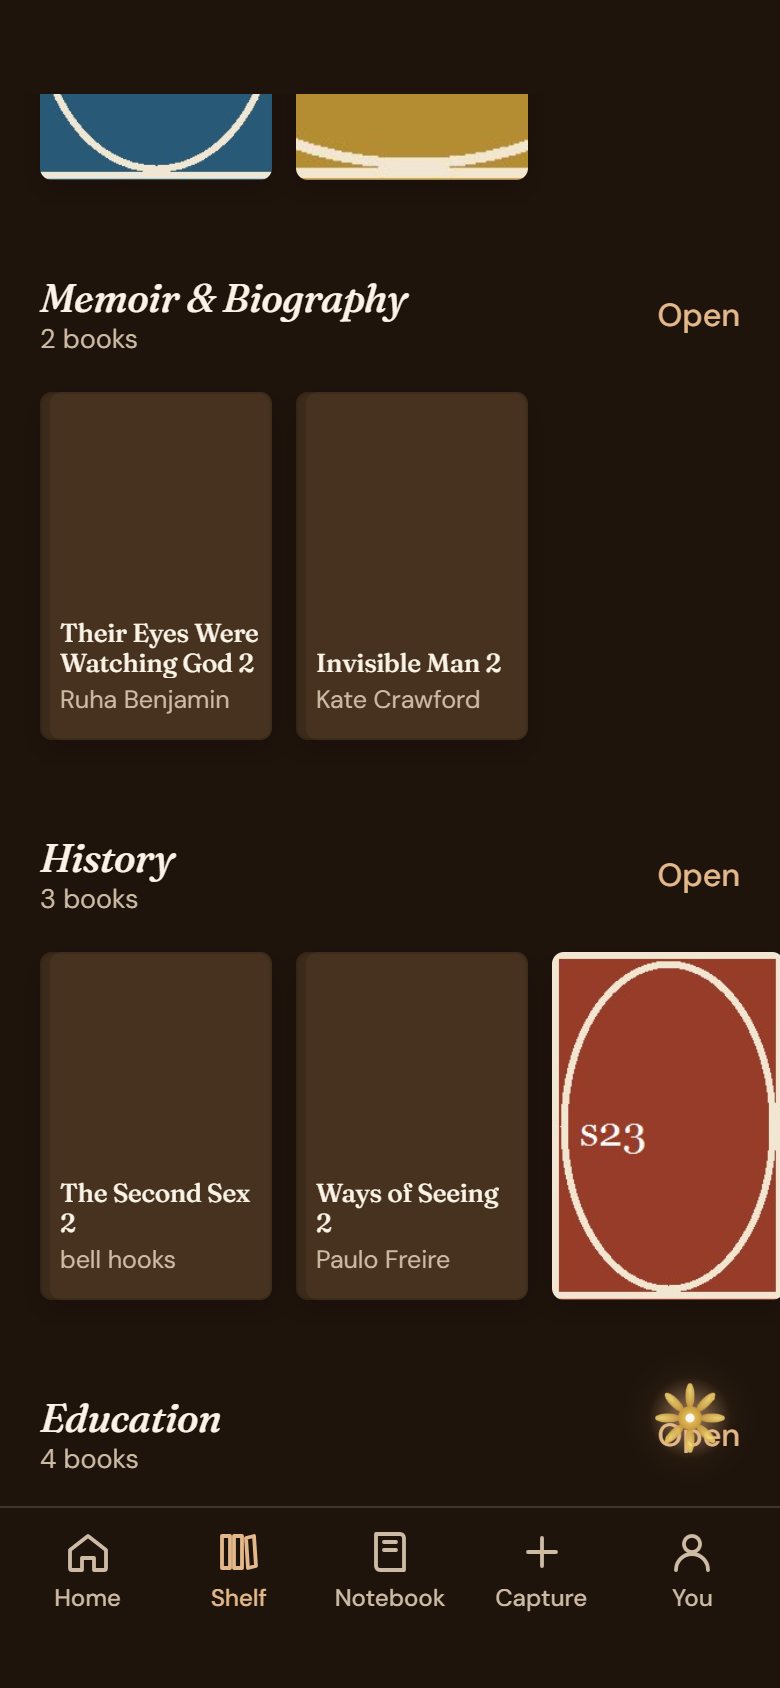 Memoir & Biography
2 books
Open
Their Eyes Were
Watching God 2
Ruha Benjamin
Invisible Man 2
Kate Crawford
History
3 books
Open
The Second Sex
2
bell hooks
Ways of Seeing
2
Paulo Freire
s23
Education
4 books
Open
Home
Shelf
Notebook
Capture
You